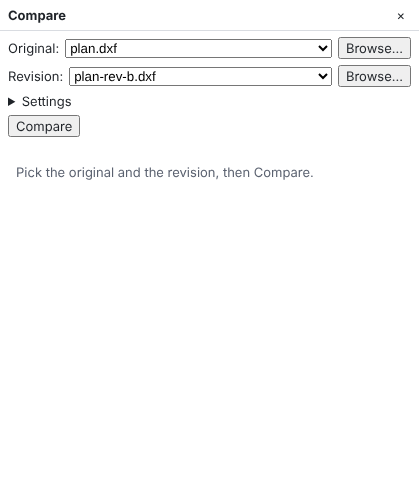 Compare ×
Original: plan.dxf Browse...
Revision: plan-rev-b.dxf Browse...
▶ Settings
Compare
Pick the original and the revision, then Compare.